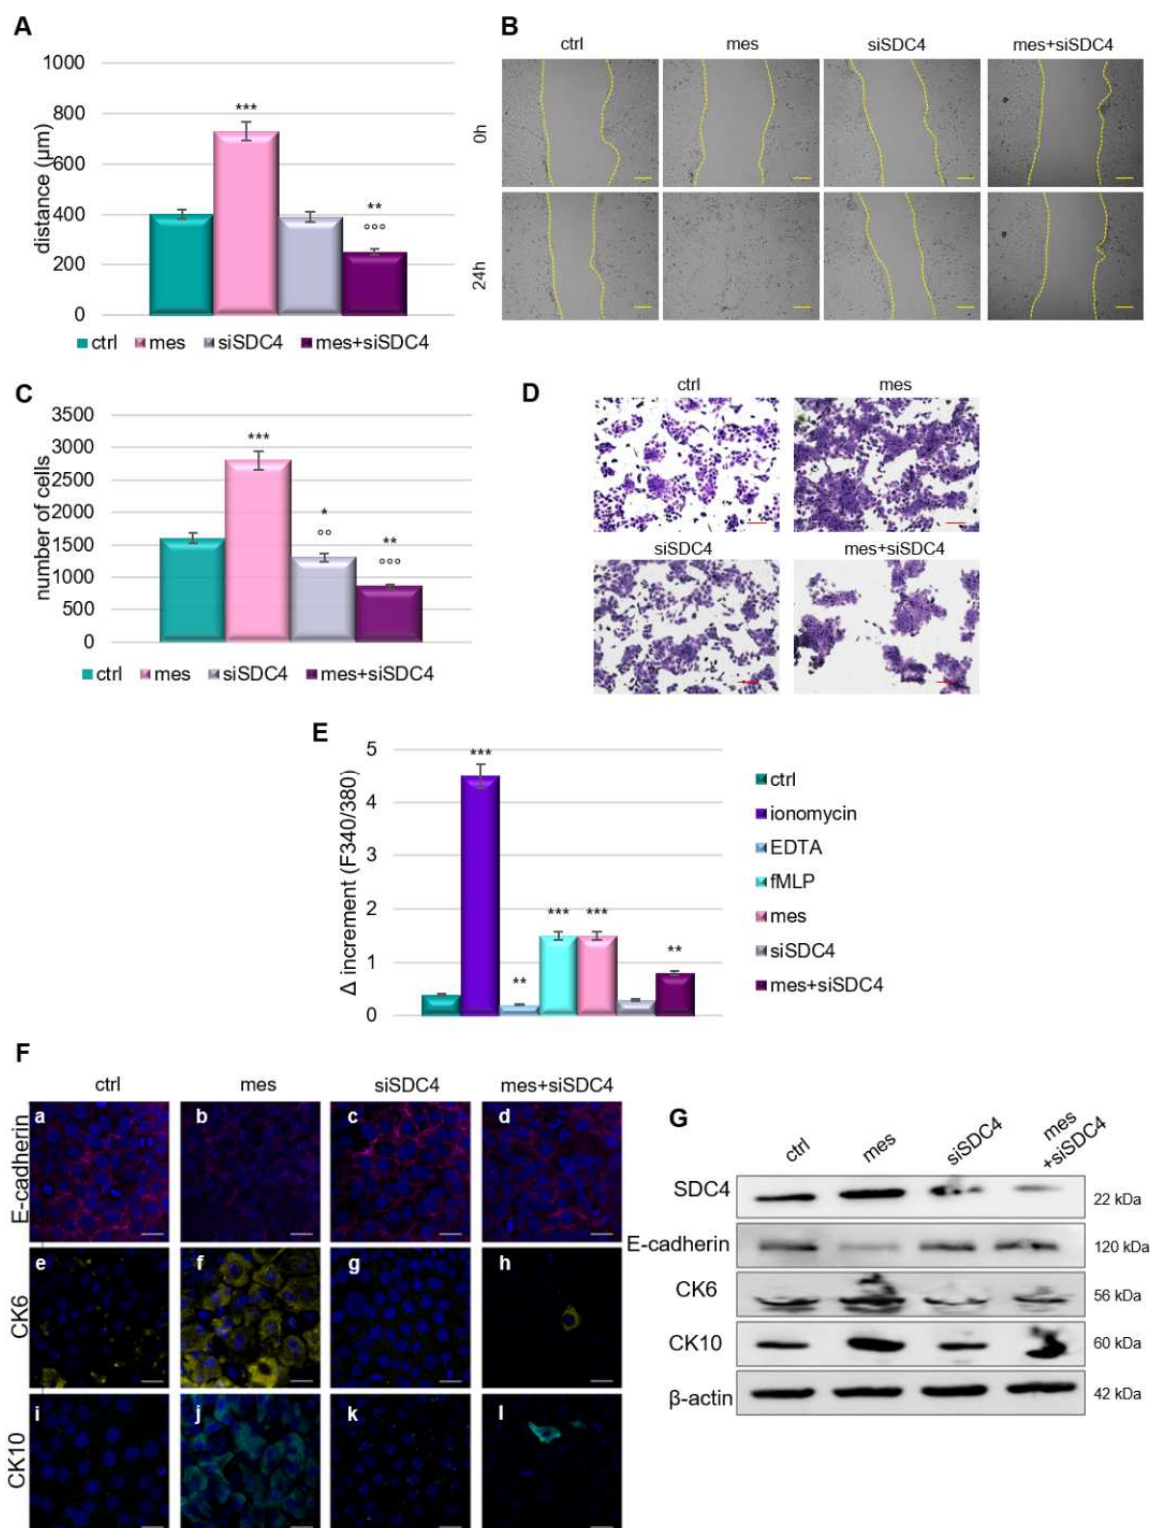 A
1000
800
600
400
200
0
distance (µm)
***
**
°°°
ctrl mes siSDC4 mes+siSDC4
B
ctrl mes siSDC4 mes+siSDC4
0h
24h
C
3500
3000
2500
2000
1500
1000
500
0
number of cells
***
*
°°
**
°°°
ctrl mes siSDC4 mes+siSDC4
D
ctrl mes
siSDC4 mes+siSDC4
E
5
4
3
2
1
0
Δ increment (F340/380)
***
**
*** ***
**
ctrl
ionomycin
EDTA
fMLP
mes
siSDC4
mes+siSDC4
F
ctrl mes siSDC4 mes+siSDC4
E-cadherin
a b c d
CK6
e f g h
CK10
i j k l
G
ctrl mes siSDC4 mes
+siSDC4
SDC4 22 kDa
E-cadherin 120 kDa
CK6 56 kDa
CK10 60 kDa
β-actin 42 kDa